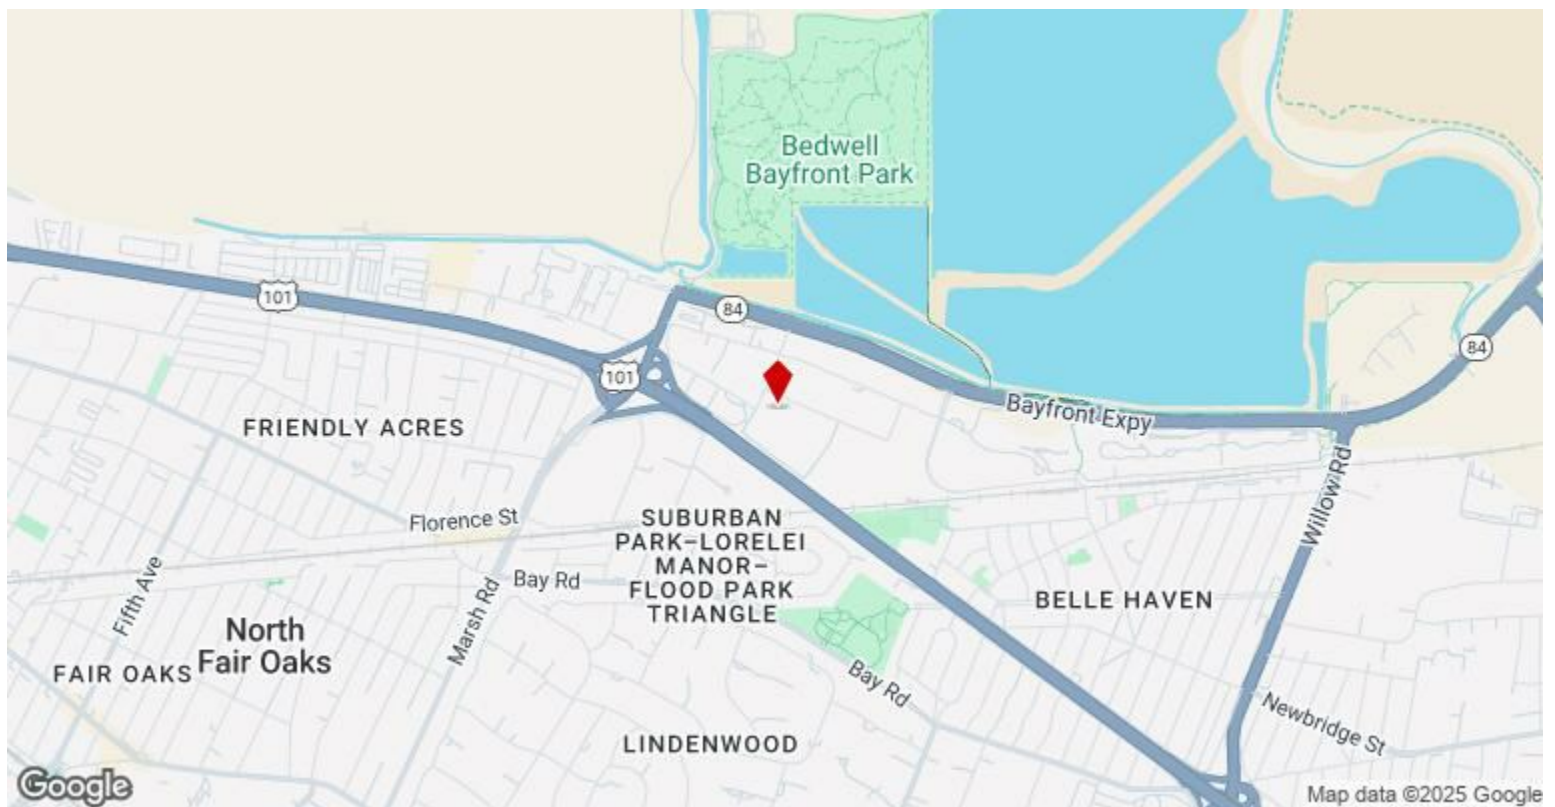 Bedwell
Bayfront Park
101
84
101
84
Bayfront Expy
FRIENDLY ACRES
Willow Rd
Florence St
SUBURBAN
PARK–LORELEI
MANOR–
FLOOD PARK
TRIANGLE
Fifth Ave
Bay Rd
Marsh Rd
BELLE HAVEN
North
Fair Oaks
FAIR OAKS
Bay Rd
Newbridge St
LINDENWOOD
Google
Map data ©2025 Google